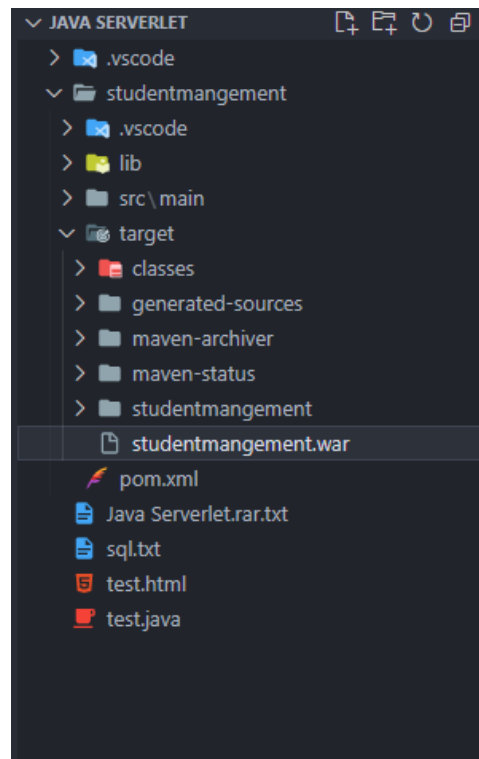 JAVA SERVERLET
.vscode
studentmangement
.vscode
lib
src\main
target
classes
generated-sources
maven-archiver
maven-status
studentmangement
studentmangement.war
pom.xml
Java Serverlet.rar.txt
sql.txt
test.html
test.java